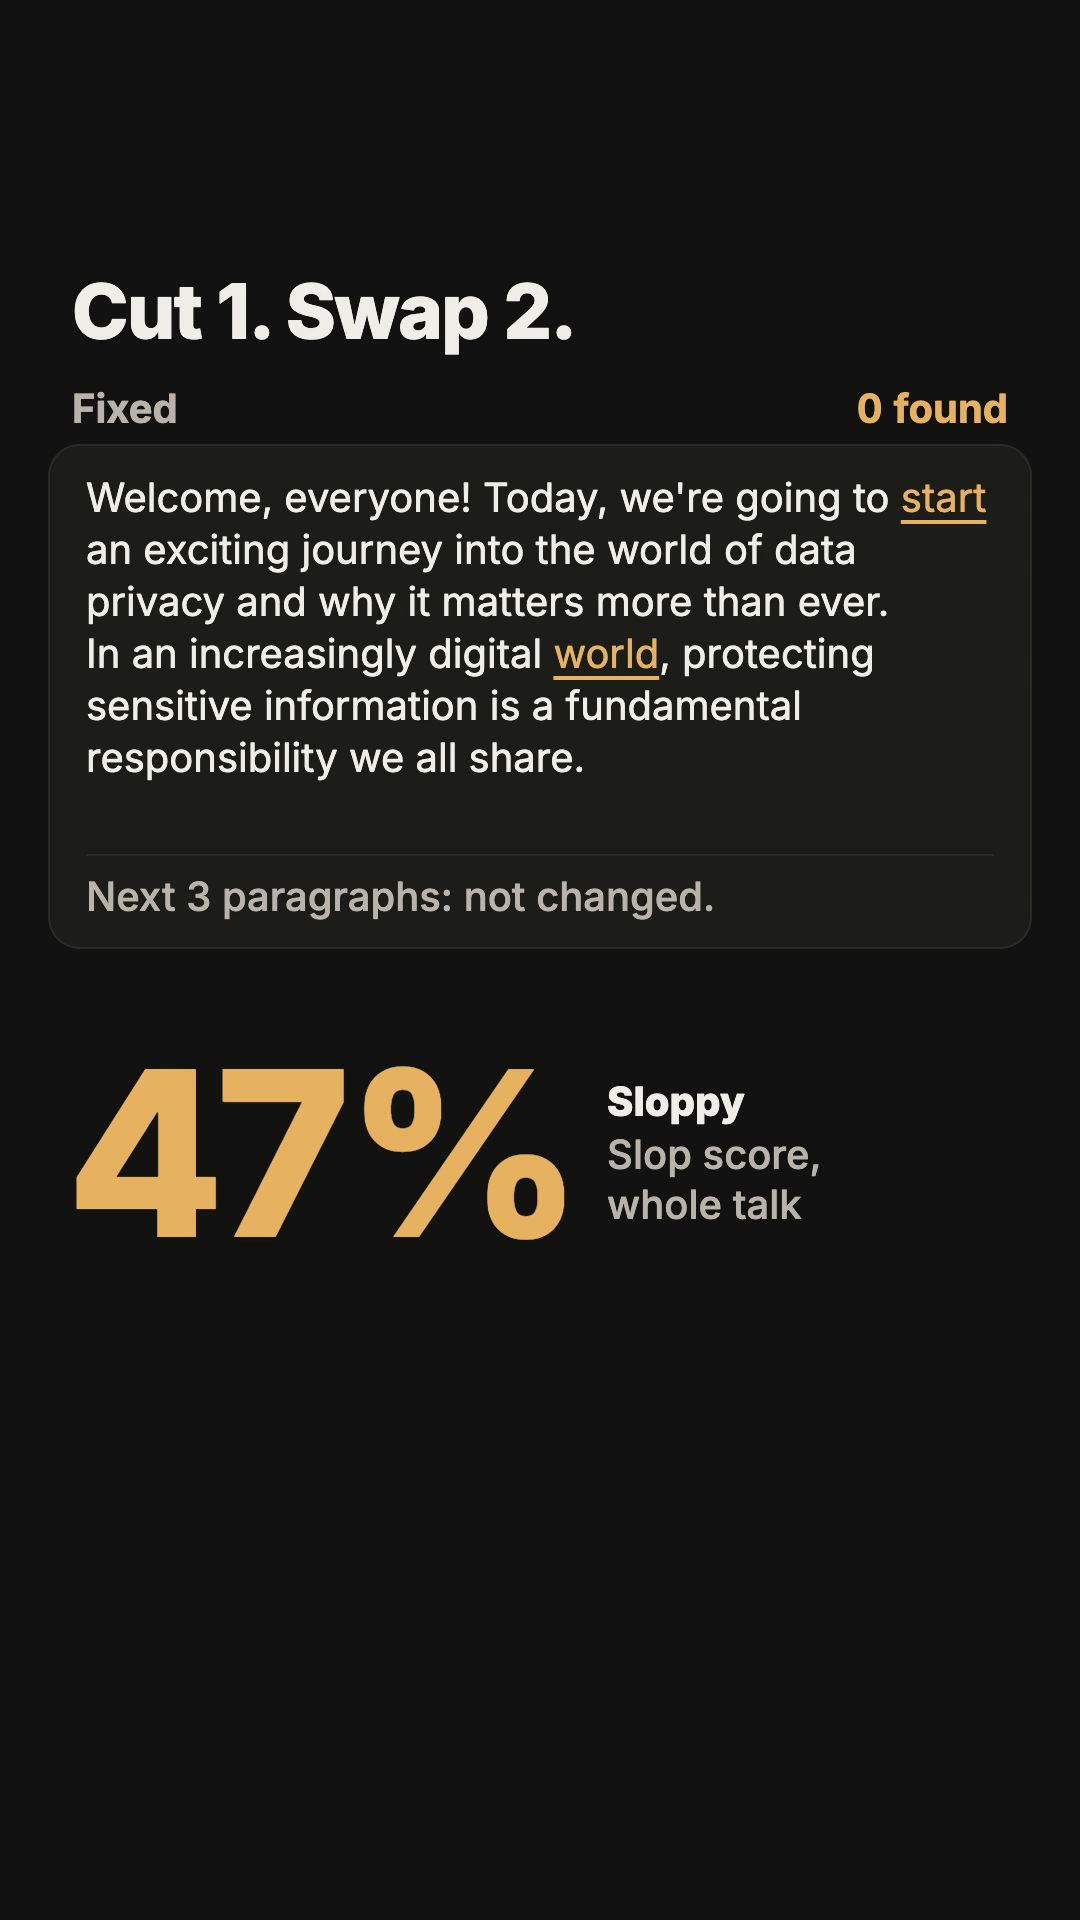 Cut 1. Swap 2.
Fixed
0 found
Welcome, everyone! Today, we're going to start
an exciting journey into the world of data
privacy and why it matters more than ever.
In an increasingly digital world, protecting
sensitive information is a fundamental
responsibility we all share.
Next 3 paragraphs: not changed.
47%
Sloppy
Slop score,
whole talk